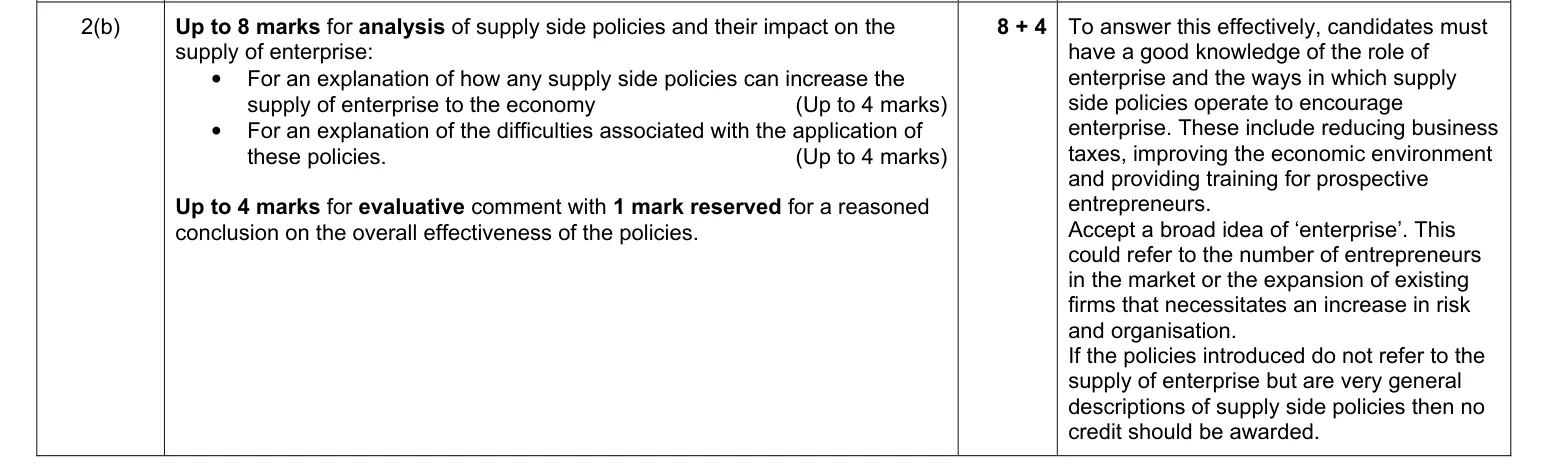 2(b)
Up to 8 marks for analysis of supply side policies and their impact on the
supply of enterprise:
• For an explanation of how any supply side policies can increase the
supply of enterprise to the economy (Up to 4 marks)
• For an explanation of the difficulties associated with the application of
these policies. (Up to 4 marks)
Up to 4 marks for evaluative comment with 1 mark reserved for a reasoned
conclusion on the overall effectiveness of the policies.
8 + 4
To answer this effectively, candidates must
have a good knowledge of the role of
enterprise and the ways in which supply
side policies operate to encourage
enterprise. These include reducing business
taxes, improving the economic environment
and providing training for prospective
entrepreneurs.
Accept a broad idea of ‘enterprise’. This
could refer to the number of entrepreneurs
in the market or the expansion of existing
firms that necessitates an increase in risk
and organisation.
If the policies introduced do not refer to the
supply of enterprise but are very general
descriptions of supply side policies then no
credit should be awarded.